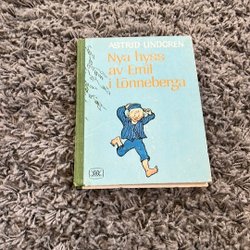 ASTRID LINDGREN
Nya hyss
av Emil
i Lönneberga